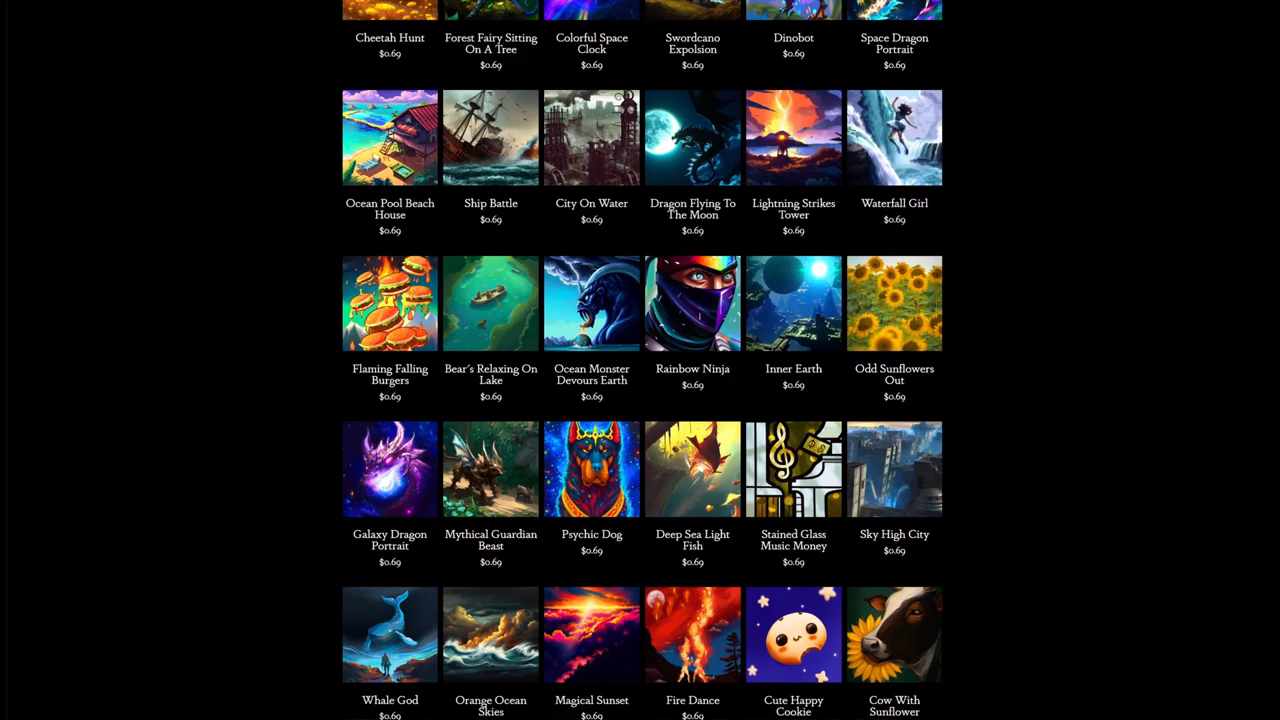 Cheetah Hunt
$0.69
Forest Fairy Sitting
On A Tree
$0.69
Colorful Space
Clock
$0.69
Swordcano
Expolsion
$0.69
Dinobot
$0.69
Space Dragon
Portrait
$0.69
Ocean Pool Beach
House
$0.69
Ship Battle
$0.69
City On Water
$0.69
Dragon Flying To
The Moon
$0.69
Lightning Strikes
Tower
$0.69
Waterfall Girl
$0.69
Flaming Falling
Burgers
$0.69
Bear's Relaxing On
Lake
$0.69
Ocean Monster
Devours Earth
$0.69
Rainbow Ninja
$0.69
Inner Earth
$0.69
Odd Sunflowers
Out
$0.69
Galaxy Dragon
Portrait
$0.69
Mythical Guardian
Beast
$0.69
Psychic Dog
$0.69
Deep Sea Light
Fish
$0.69
Stained Glass
Music Money
$0.69
Sky High City
$0.69
Whale God
$0.69
Orange Ocean
Skies
Magical Sunset
$0.69
Fire Dance
$0.69
Cute Happy
Cookie
Cow With
Sunflower